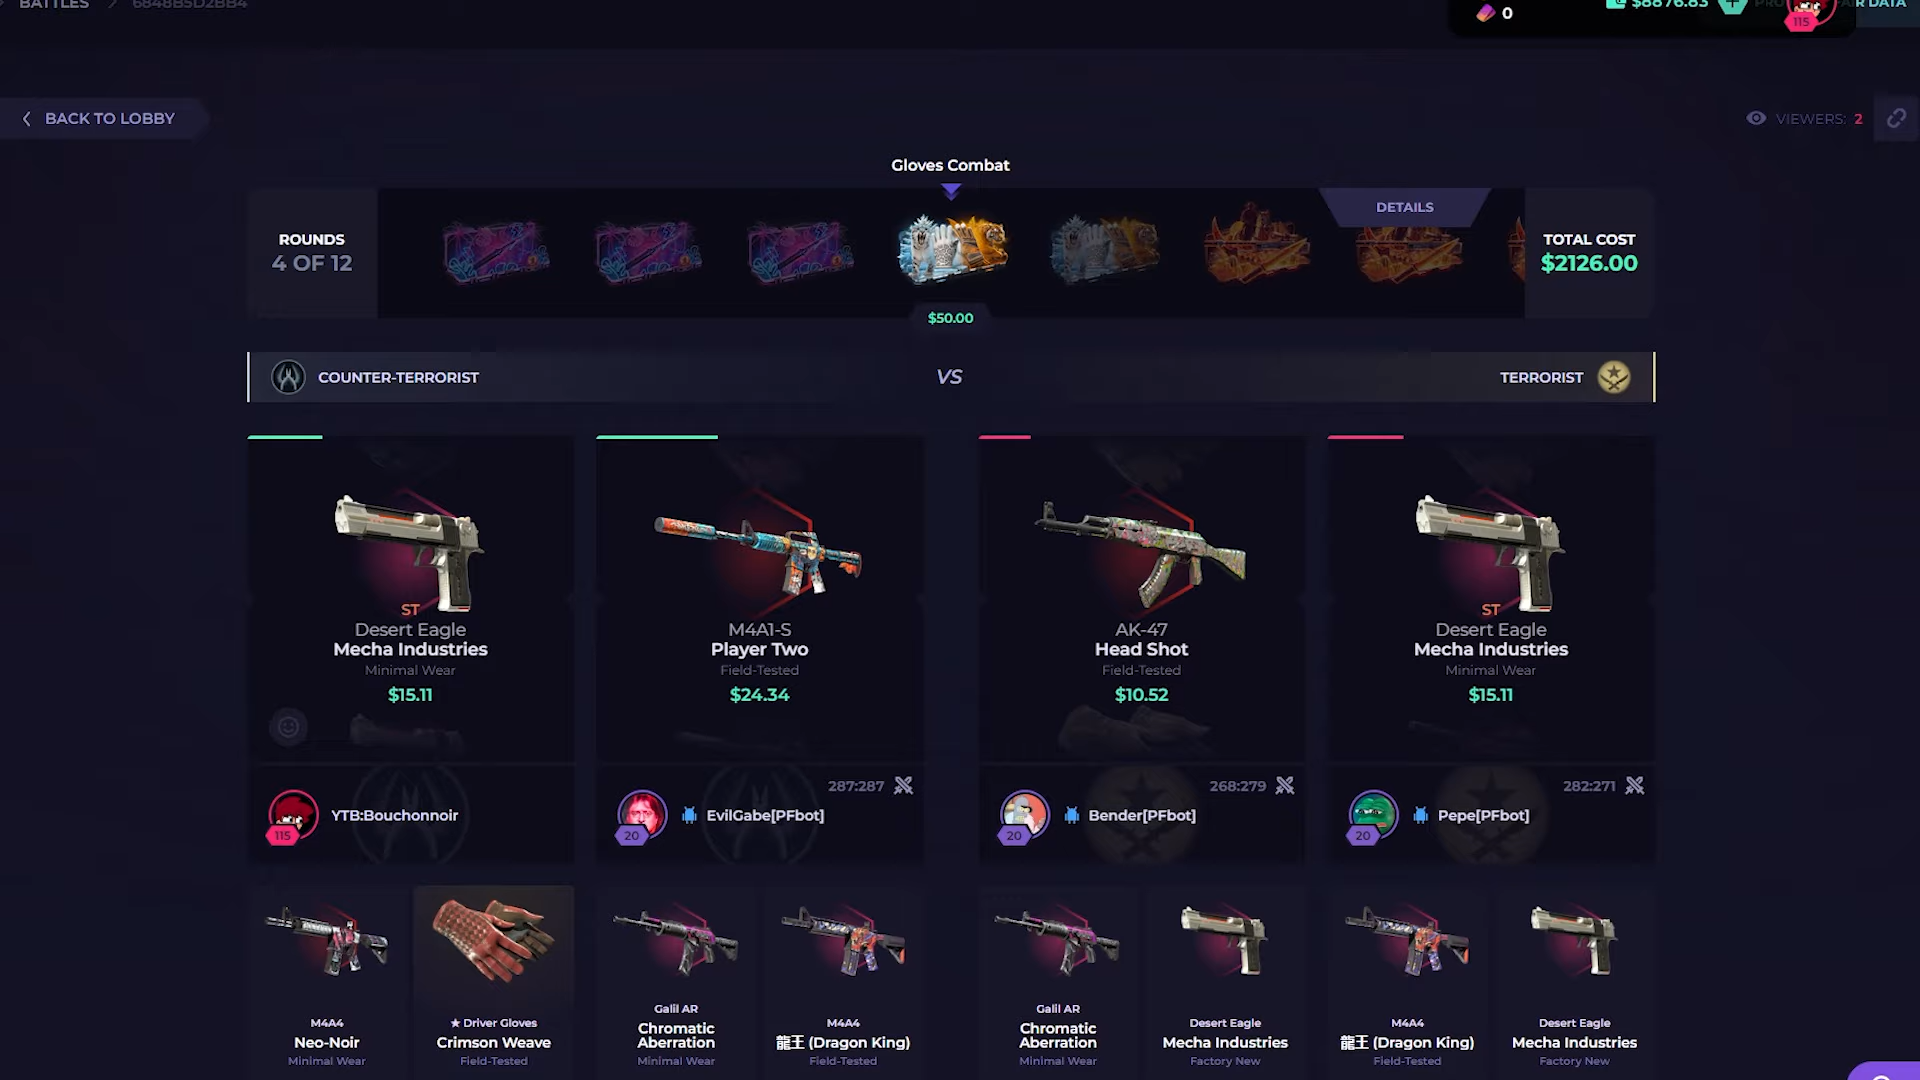 BATTLES
6848B5D2BB4
0
$8876.83
115
BACK TO LOBBY
VIEWERS: 2
Gloves Combat
DETAILS
ROUNDS
4 OF 12
TOTAL COST
$2126.00
$50.00
COUNTER-TERRORIST
VS
TERRORIST
ST
Desert Eagle
Mecha Industries
Minimal Wear
$15.11
M4A1-S
Player Two
Field-Tested
$24.34
AK-47
Head Shot
Field-Tested
$10.52
ST
Desert Eagle
Mecha Industries
Minimal Wear
$15.11
115
YTB:Bouchonnoir
287:287
20
EvilGabe[PFbot]
268:279
20
Bender[PFbot]
282:271
20
Pepe[PFbot]
M4A4
Neo-Noir
Minimal Wear
★ Driver Gloves
Crimson Weave
Field-Tested
Galil AR
Chromatic
Aberration
Minimal Wear
M4A4
龍王 (Dragon King)
Field-Tested
Galil AR
Chromatic
Aberration
Minimal Wear
Desert Eagle
Mecha Industries
Factory New
M4A4
龍王 (Dragon King)
Field-Tested
Desert Eagle
Mecha Industries
Factory New